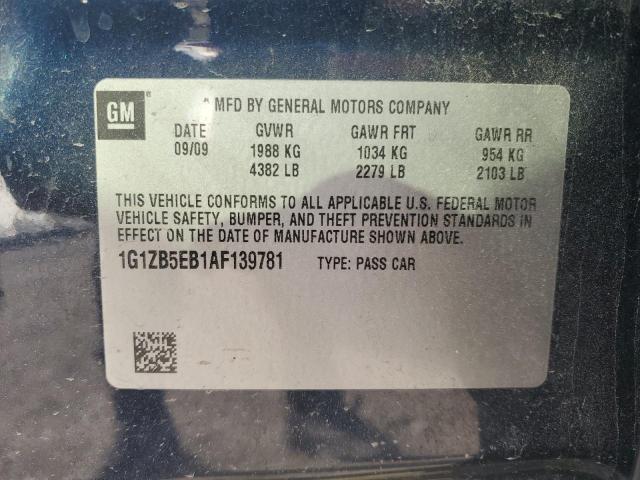 GM
® * MFD BY GENERAL MOTORS COMPANY
DATE GVWR GAWR FRT GAWR RR
09/09 1988 KG 1034 KG 954 KG
4382 LB 2279 LB 2103 LB
THIS VEHICLE CONFORMS TO ALL APPLICABLE U.S. FEDERAL MOTOR
VEHICLE SAFETY, BUMPER, AND THEFT PREVENTION STANDARDS IN
EFFECT ON THE DATE OF MANUFACTURE SHOWN ABOVE.
1G1ZB5EB1AF139781 TYPE: PASS CAR